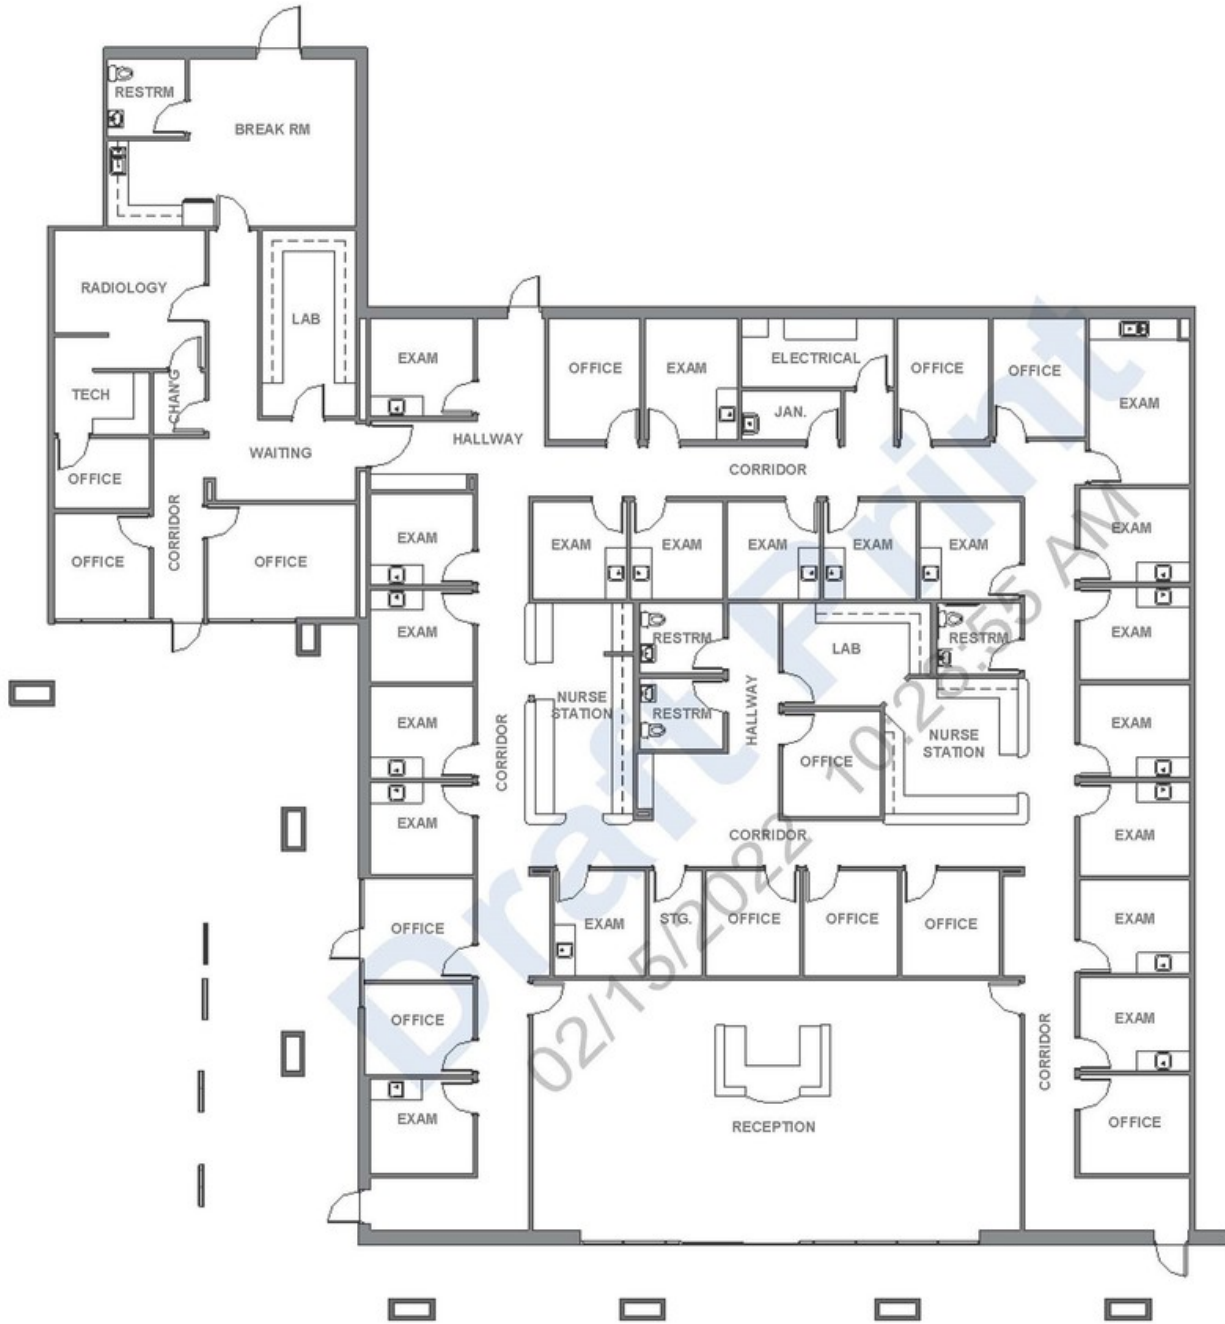 RESTRM
BREAK RM
RADIOLOGY
LAB
TECH
CHAN'G
WAITING
OFFICE
OFFICE
CORRIDOR
OFFICE
EXAM
HALLWAY
OFFICE
EXAM
ELECTRICAL
JAN.
OFFICE
OFFICE
EXAM
CORRIDOR
EXAM
EXAM
EXAM
EXAM
EXAM
EXAM
EXAM
EXAM
RESTRM
LAB
RESTRM
EXAM
EXAM
NURSE
STATION
RESTRM
HALLWAY
NURSE
STATION
EXAM
CORRIDOR
OFFICE
EXAM
CORRIDOR
EXAM
OFFICE
EXAM
STG.
OFFICE
OFFICE
OFFICE
EXAM
OFFICE
EXAM
CORRIDOR
EXAM
RECEPTION
OFFICE
Draft Print
02/15/2022 10:28:55 AM